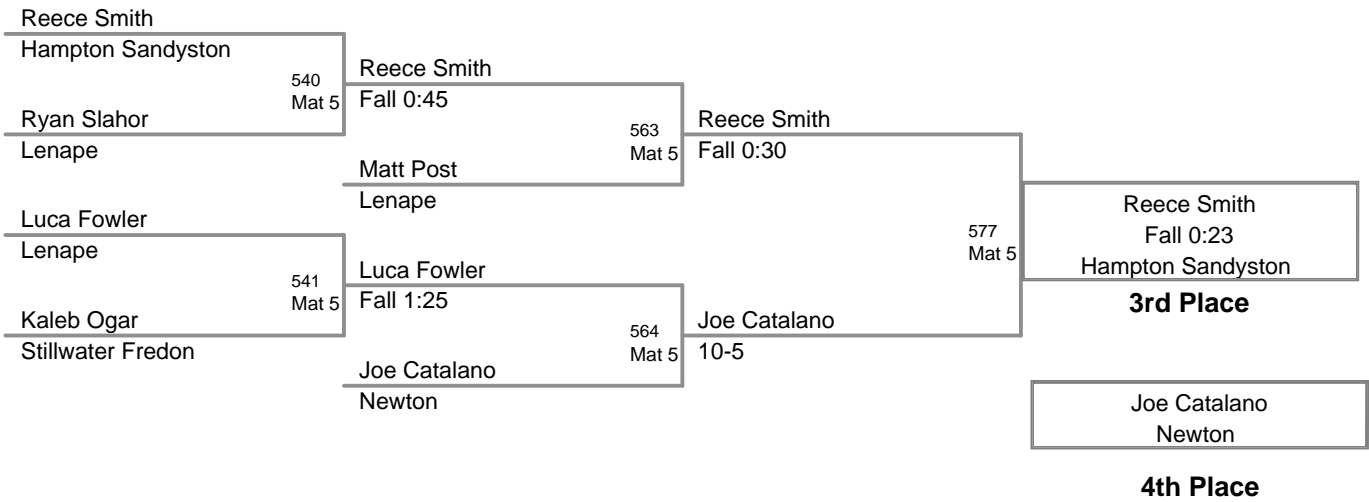 Reece Smith
Hampton Sandyston
540
Mat 5
Reece Smith
Fall 0:45
Ryan Slahor
Lenape
563
Mat 5
Reece Smith
Fall 0:30
Matt Post
Lenape
Luca Fowler
Lenape
541
Mat 5
Luca Fowler
Fall 1:25
Kaleb Ogar
Stillwater Fredon
564
Mat 5
Joe Catalano
10-5
Joe Catalano
Newton
577
Mat 5
Reece Smith
Fall 0:23
Hampton Sandyston
3rd Place
Joe Catalano
Newton
4th Place